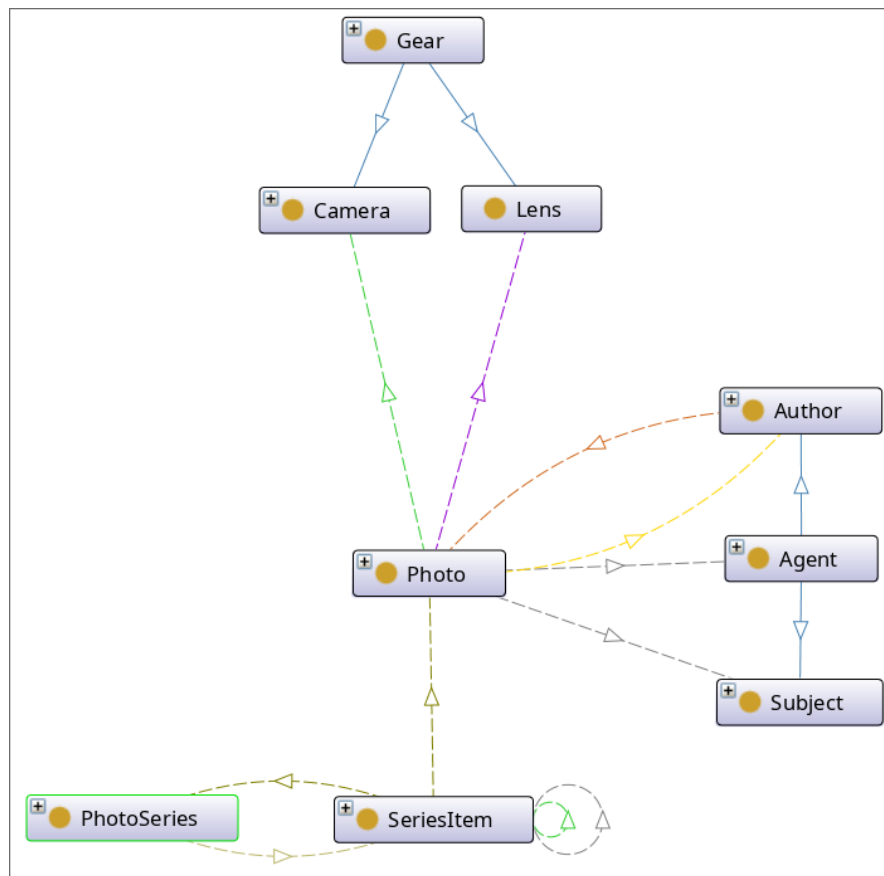 Gear
Camera
Lens
Author
Agent
Photo
Subject
PhotoSeries
SeriesItem